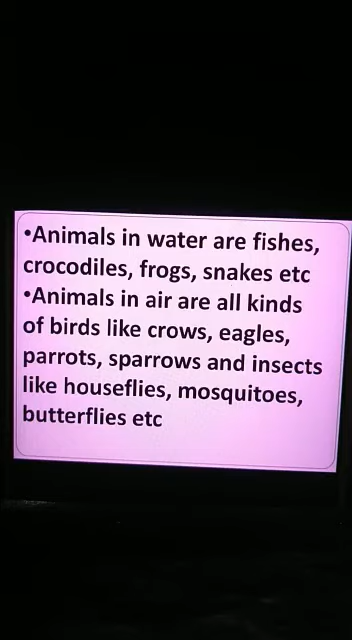 •Animals in water are fishes,
crocodiles, frogs, snakes etc
•Animals in air are all kinds
of birds like crows, eagles,
parrots, sparrows and insects
like houseflies, mosquitoes,
butterflies etc